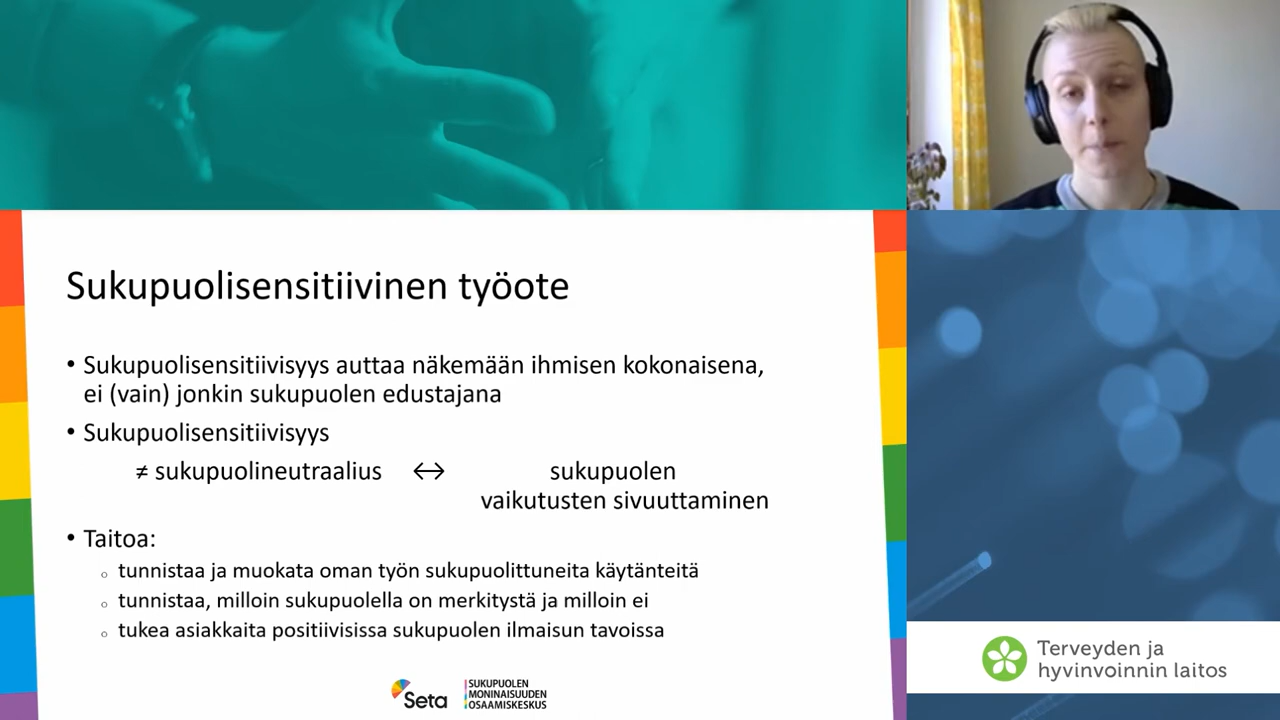 Sukupuolisensitiivinen työote
• Sukupuolisensitiivisyys auttaa näkemään ihmisen kokonaisena,
ei (vain) jonkin sukupuolen edustajana
• Sukupuolisensitiivisyys
≠ sukupuolineutraalius ↔ sukupuolen
vaikutusten sivuuttaminen
• Taitoa:
○ tunnistaa ja muokata oman työn sukupuolittuneita käytänteitä
○ tunnistaa, milloin sukupuolella on merkitystä ja milloin ei
○ tukea asiakkaita positiivisissa sukupuolen ilmaisun tavoissa
Seta
SUKUPUOLEN
MONINAISUUDEN
OSAAMISKESKUS
Terveyden ja
hyvinvoinnin laitos